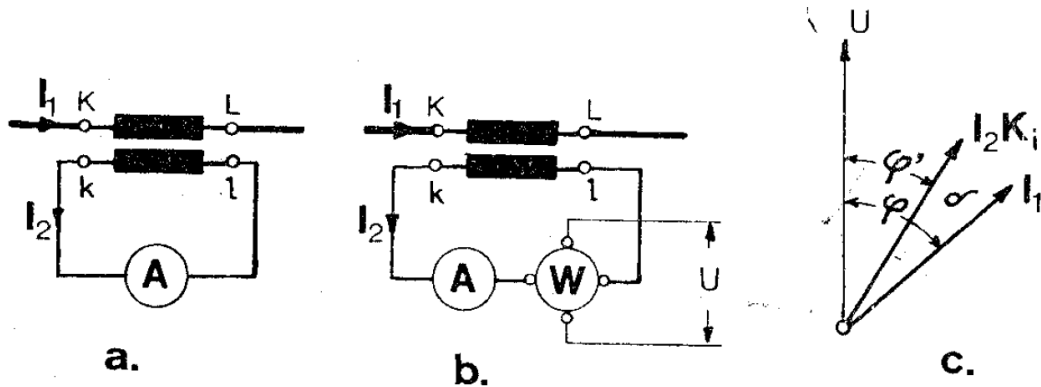 I₁ K L
k l
I₂
A
a.
I₁ K L
k l
I₂
A W U
b.
U
I₂Kᵢ
φ'
φ σ I₁
c.